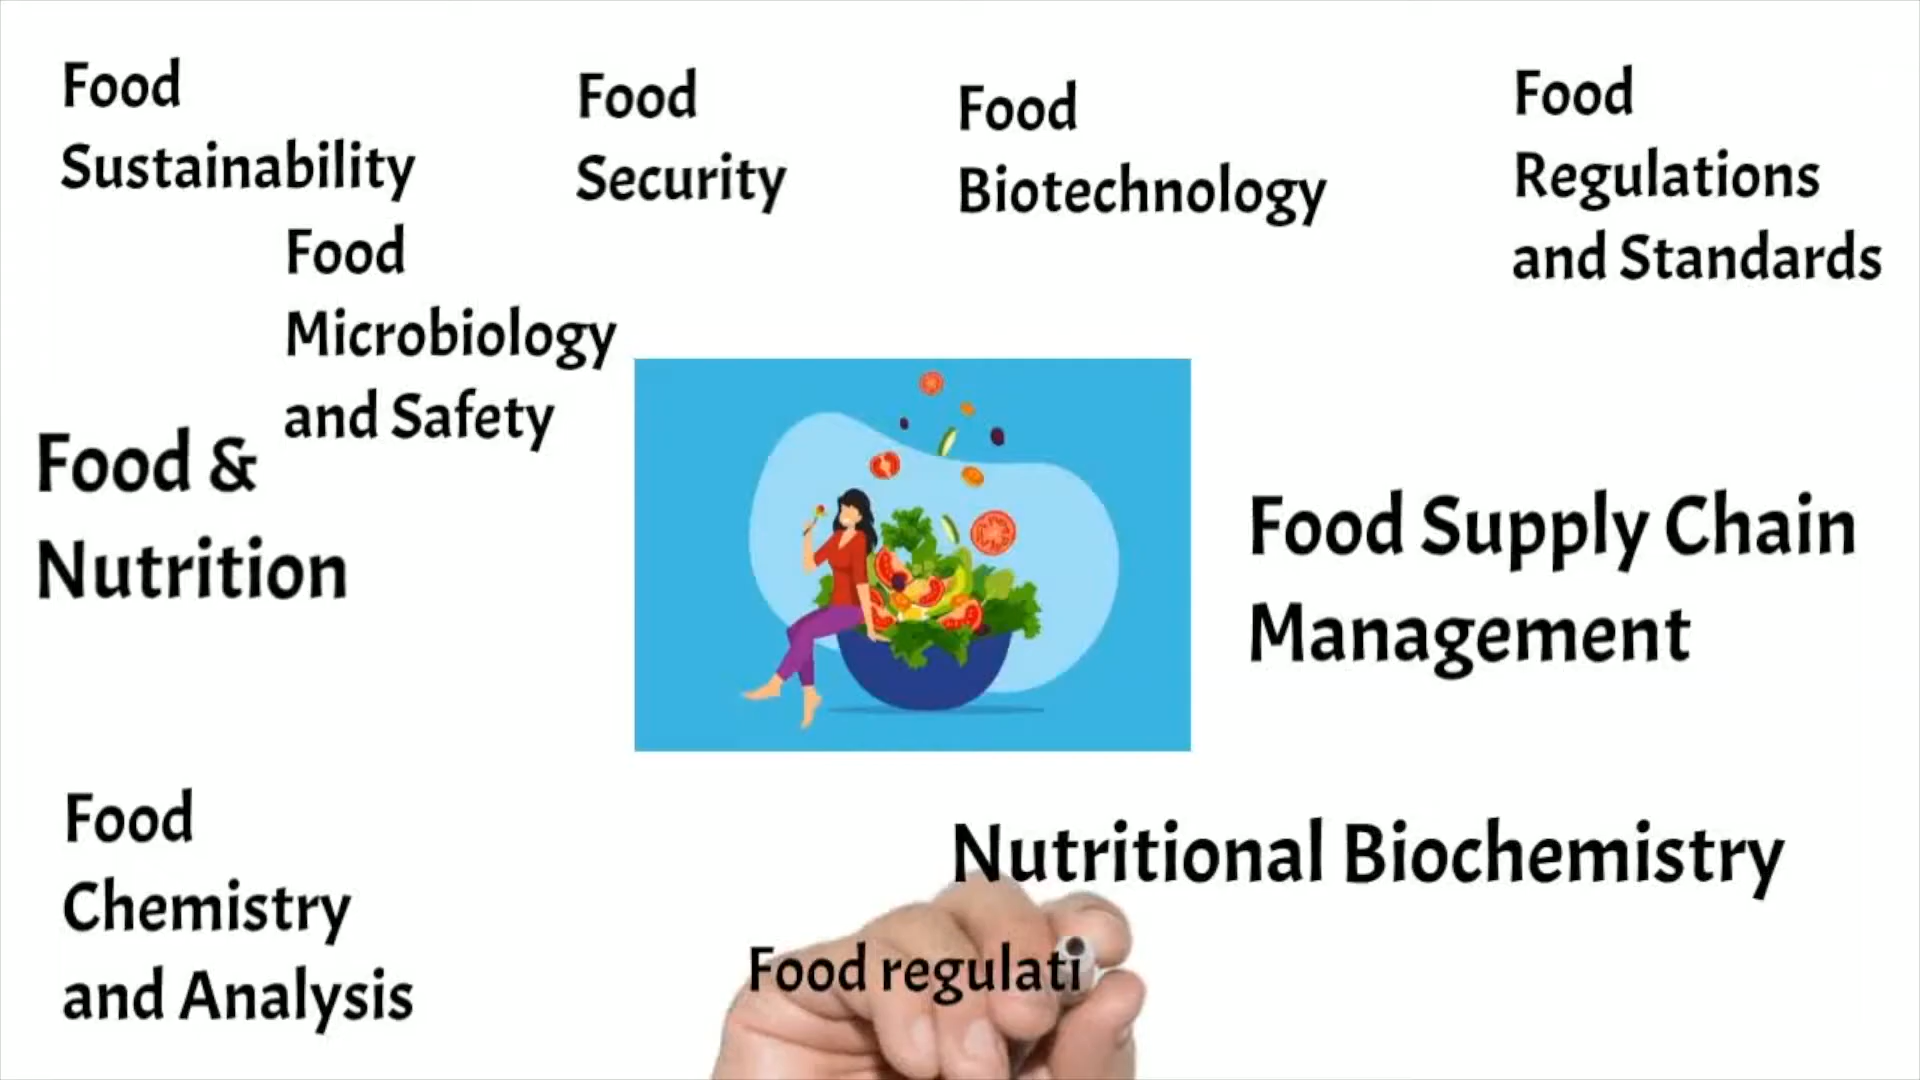 Food
Sustainability
Food
Security
Food
Biotechnology
Food
Regulations
and Standards
Food
Microbiology
and Safety
Food &
Nutrition
Food Supply Chain
Management
Food
Chemistry
and Analysis
Nutritional Biochemistry
Food regulati